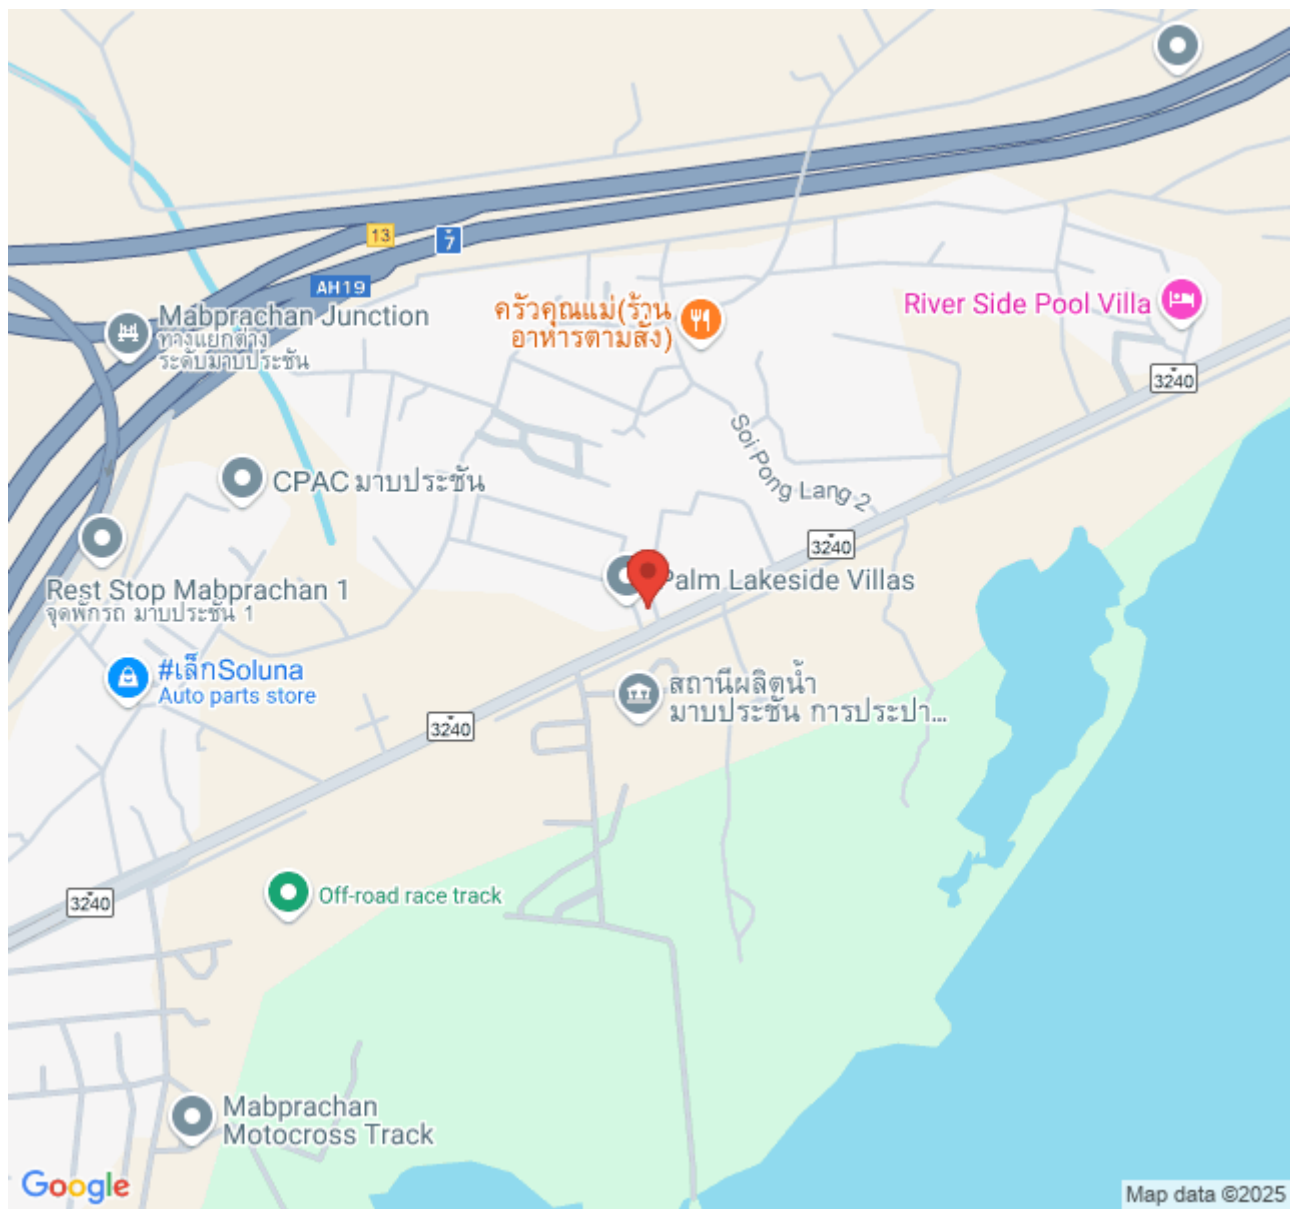 13
7
AH19
Mabprachan Junction
ทางแยกต่าง
ระดับมาบประชัน
ครัวคุณแม่(ร้าน
อาหารตามสั่ง)
River Side Pool Villa
3240
Soi Pong Lang 2
CPAC มาบประชัน
3240
Rest Stop Mabprachan 1
จุดพักรถ มาบประชัน 1
Palm Lakeside Villas
#เล็กSoluna
Auto parts store
สถานีผลิตน้ำ
มาบประชัน การประปา...
3240
3240
Off-road race track
Mabprachan
Motocross Track
Google
Map data ©2025